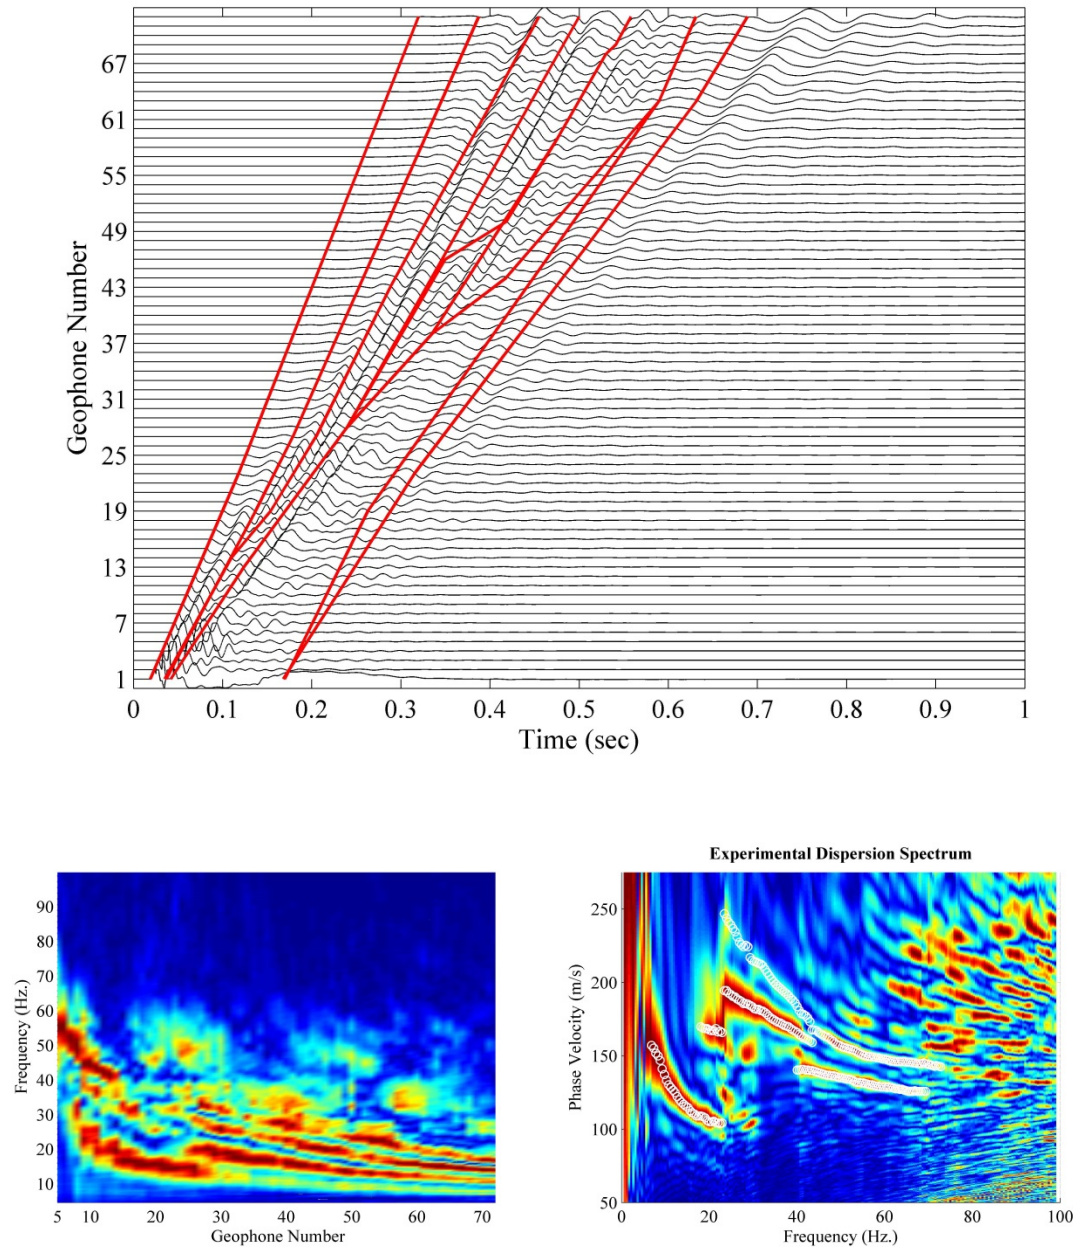 67
61
55
49
43
37
31
25
19
13
7
1
Geophone Number
0 0.1 0.2 0.3 0.4 0.5 0.6 0.7 0.8 0.9 1
Time (sec)
Experimental Dispersion Spectrum
90
80
70
60
50
40
30
20
10
Frequency (Hz.)
5 10 20 30 40 50 60 70
Geophone Number
250
200
150
100
50
Phase Velocity (m/s)
0 20 40 60 80 100
Frequency (Hz.)